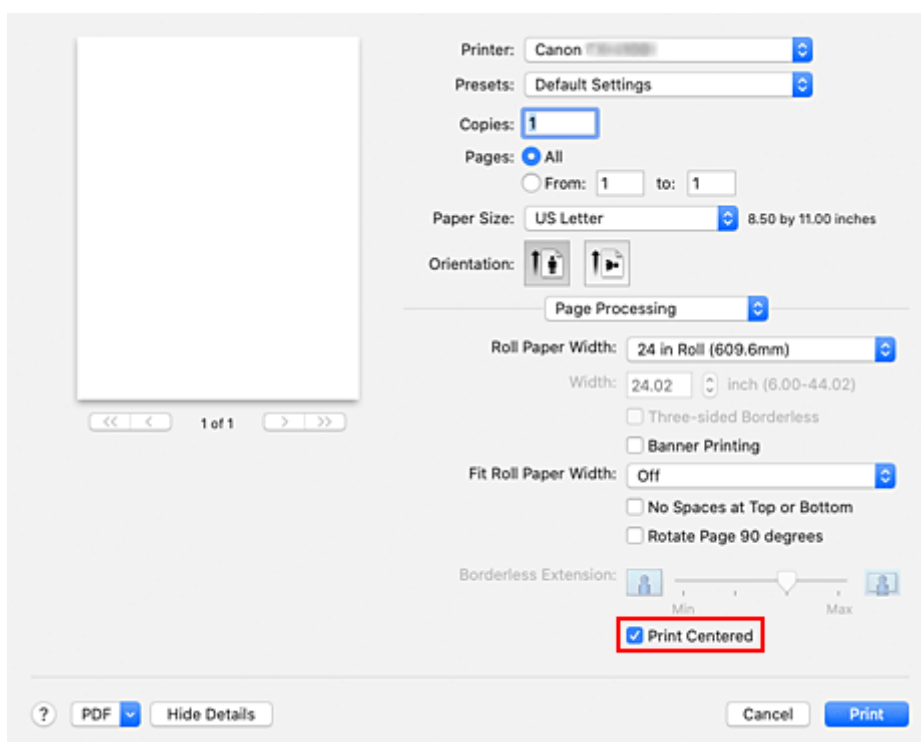 Printer: Canon
Presets: Default Settings
Copies: 1
Pages: All
From: 1 to: 1
Paper Size: US Letter 8.50 by 11.00 inches
Orientation:
Page Processing
Roll Paper Width: 24 in Roll (609.6mm)
Width: 24.02 inch (6.00-44.02)
Three-sided Borderless
<< < 1 of 1 > >>
Banner Printing
Fit Roll Paper Width: Off
No Spaces at Top or Bottom
Rotate Page 90 degrees
Borderless Extension:
Min Max
Print Centered
? PDF Hide Details Cancel Print